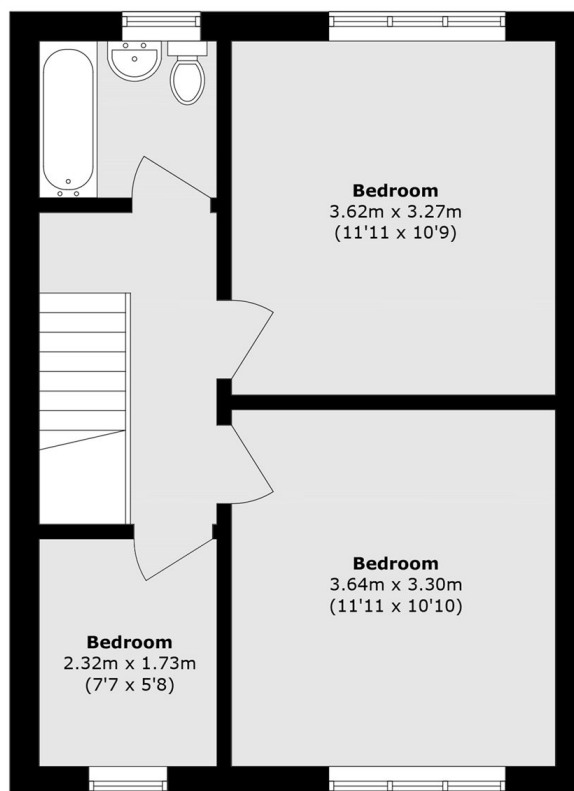 Bedroom
3.62m x 3.27m
(11'11 x 10'9)
Bedroom
3.64m x 3.30m
(11'11 x 10'10)
Bedroom
2.32m x 1.73m
(7'7 x 5'8)